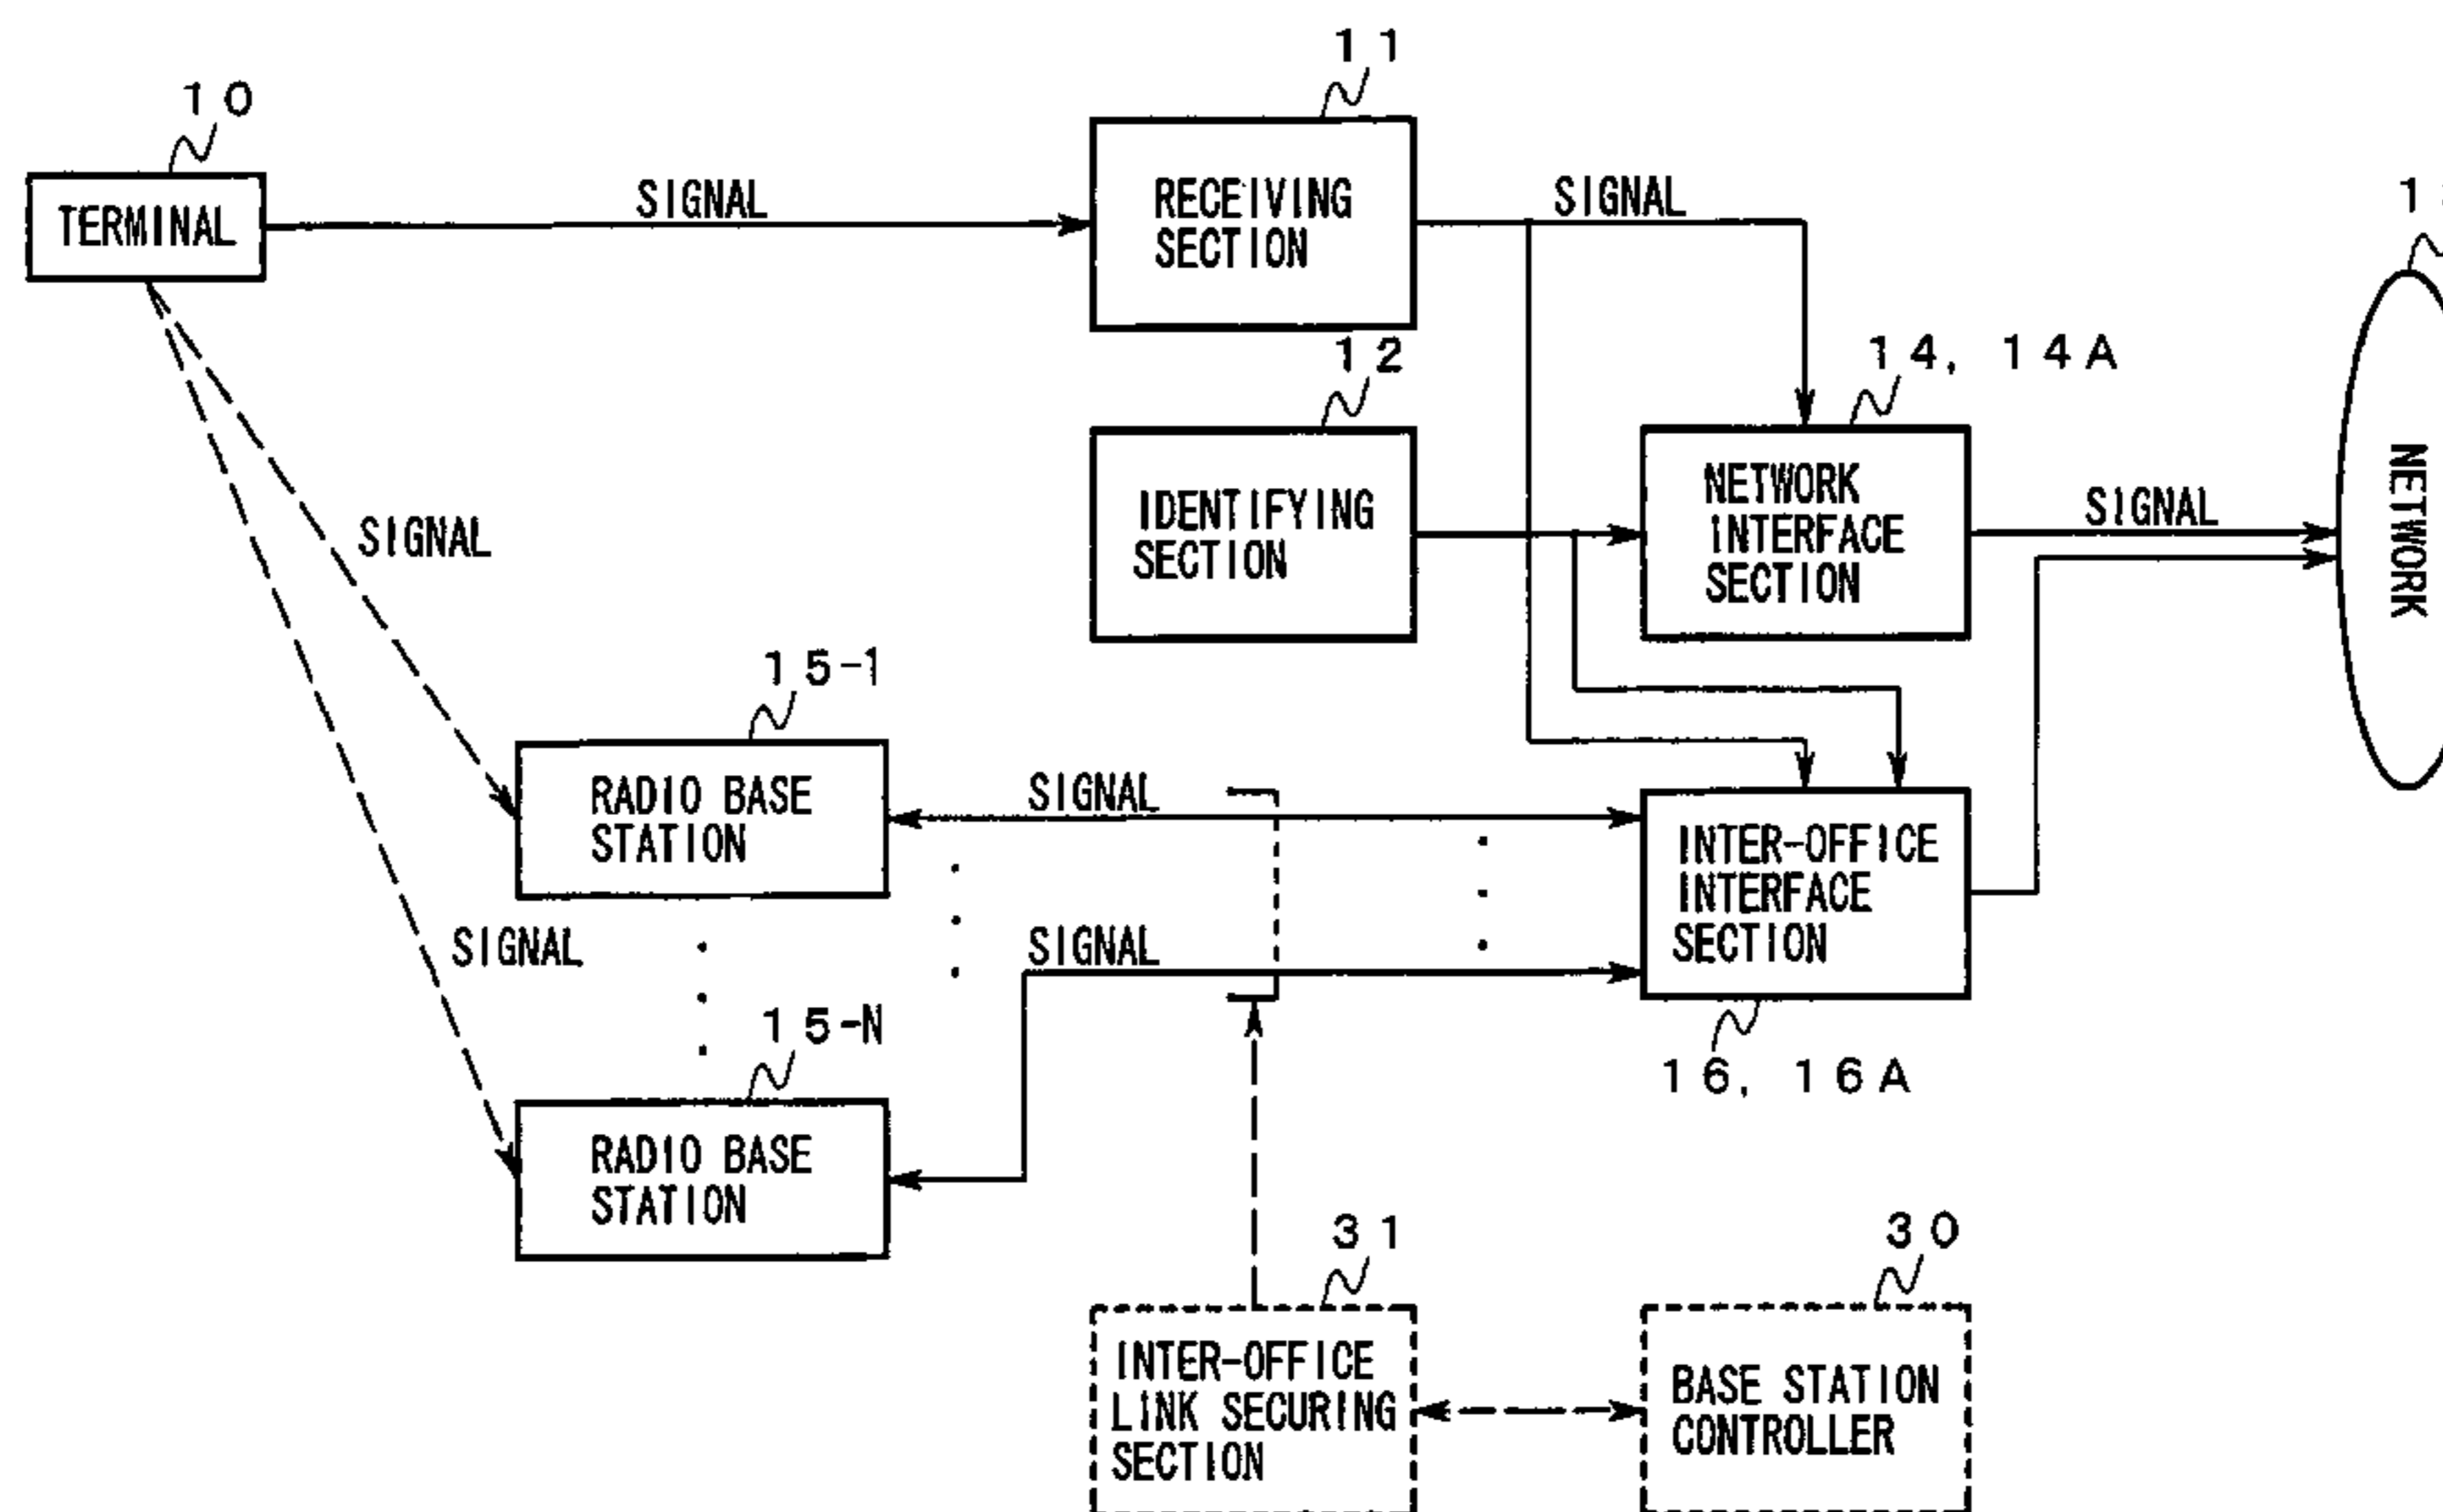 11
10
TERMINAL
SIGNAL
RECEIVING
SECTION
SIGNAL
12
14, 14A
IDENTIFYING
SECTION
NETWORK
INTERFACE
SECTION
SIGNAL
NETWORK
SIGNAL
15-1
RADIO BASE
STATION
SIGNAL
INTER-OFFICE
INTERFACE
SECTION
SIGNAL
SIGNAL
15-N
16, 16A
RADIO BASE
STATION
31
30
INTER-OFFICE
LINK SECURING
SECTION
BASE STATION
CONTROLLER